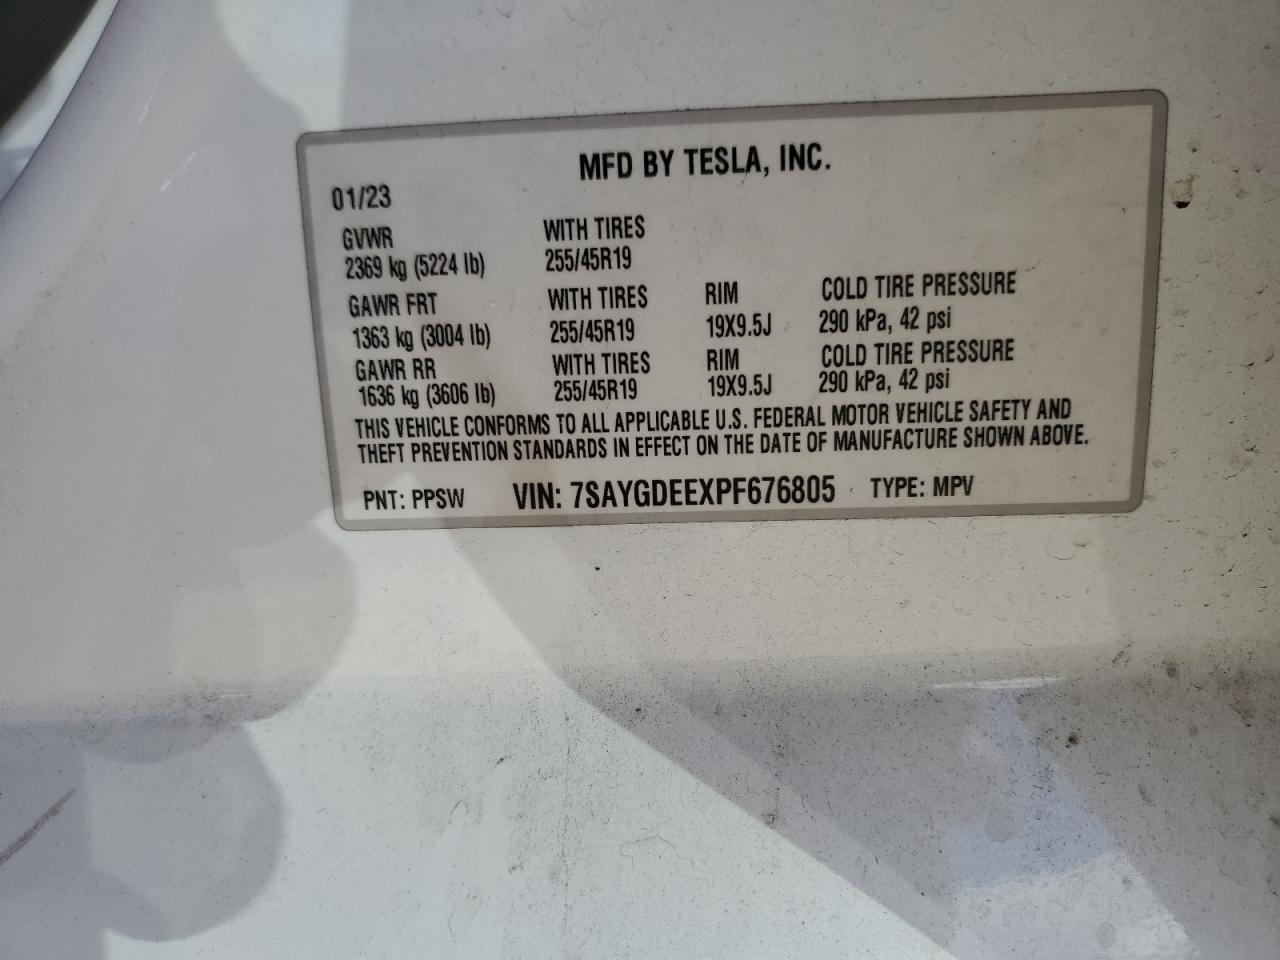 MFD BY TESLA, INC.
01/23
GVWR WITH TIRES
2369 kg (5224 lb) 255/45R19
GAWR FRT WITH TIRES RIM COLD TIRE PRESSURE
1363 kg (3004 lb) 255/45R19 19X9.5J 290 kPa, 42 psi
GAWR RR WITH TIRES RIM COLD TIRE PRESSURE
1636 kg (3606 lb) 255/45R19 19X9.5J 290 kPa, 42 psi
THIS VEHICLE CONFORMS TO ALL APPLICABLE U.S. FEDERAL MOTOR VEHICLE SAFETY AND
THEFT PREVENTION STANDARDS IN EFFECT ON THE DATE OF MANUFACTURE SHOWN ABOVE.
PNT: PPSW VIN: 7SAYGDEEXPF676805 TYPE: MPV